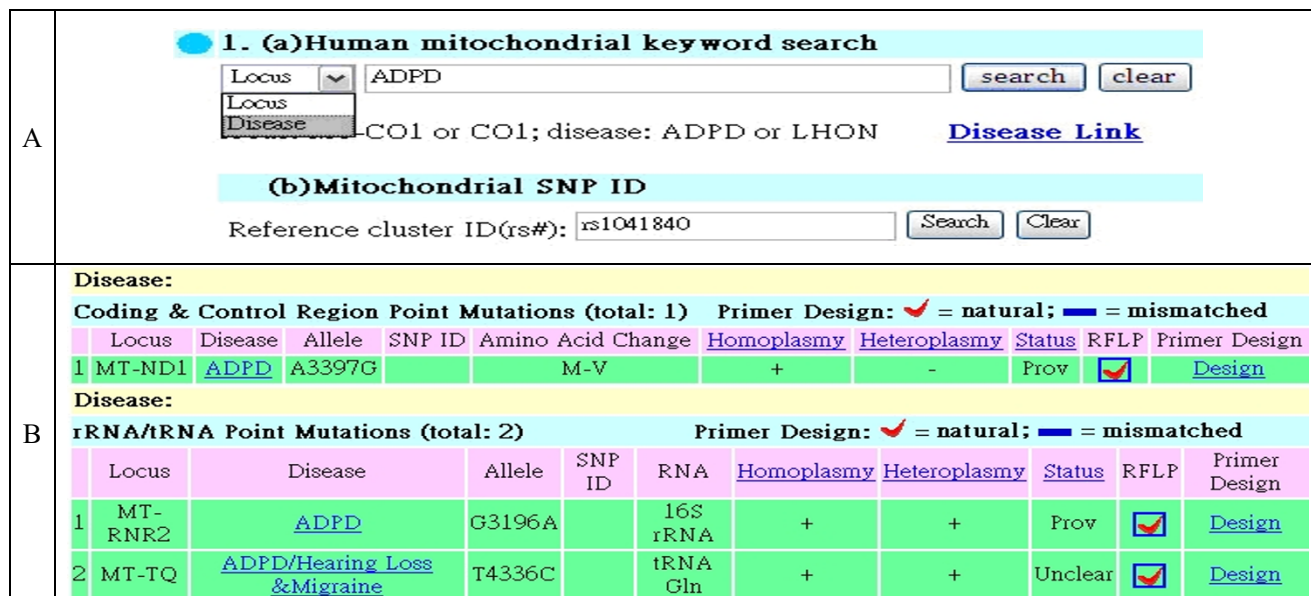 A
1. (a)Human mitochondrial keyword search
Locus ADPD search clear
Locus
Disease -CO1 or CO1; disease: ADPD or LHON Disease Link
(b)Mitochondrial SNP ID
Reference cluster ID(rs#): rs1041840 Search Clear
B
Disease:
Coding & Control Region Point Mutations (total: 1) Primer Design: = natural; = mismatched
Locus Disease Allele SNP ID Amino Acid Change Homoplasmy Heteroplasmy Status RFLP Primer Design
1 MT-ND1 ADPD A3397G M-V + - Prov Design
Disease:
rRNA/tRNA Point Mutations (total: 2) Primer Design: = natural; = mismatched
Locus Disease Allele SNP ID RNA Homoplasmy Heteroplasmy Status RFLP Primer Design
1 MT-RNR2 ADPD G3196A 16S rRNA + + Prov Design
2 MT-TQ ADPD/Hearing Loss &Migraine T4336C tRNA Gln + + Unclear Design